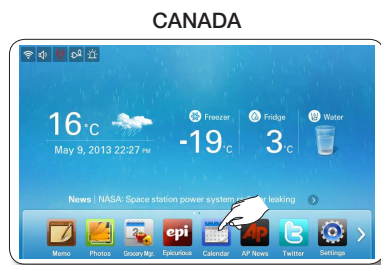 CANADA
16°C
May 9, 2013 22:27 PM
Freezer
-19°C
Fridge
3°C
Water
News | NASA: Space station power system leaking
epi
AP
Memo Photos Grocery Mgr. Epicurious Calendar AP News Twitter Settings